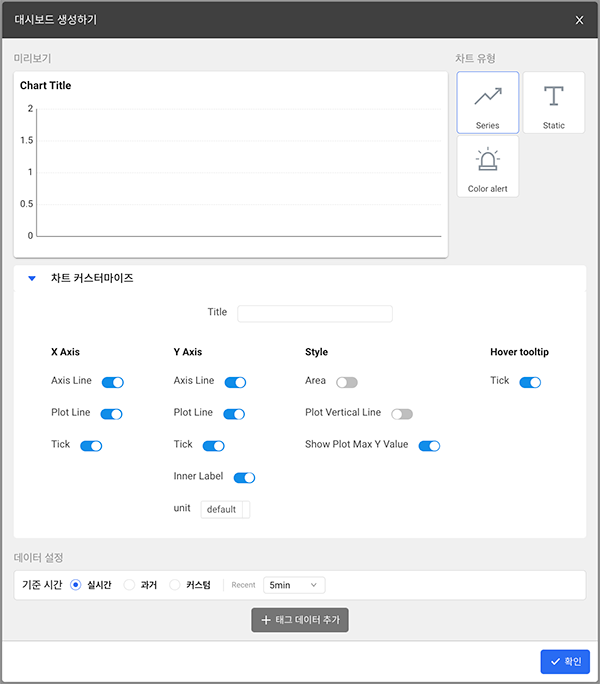 대시보드 생성하기
미리보기
차트 유형
Chart Title
2
1.5
1
0.5
0
Series
Static
Color alert
차트 커스터마이즈
Title
X Axis
Y Axis
Style
Hover tooltip
Axis Line
Axis Line
Area
Tick
Plot Line
Plot Line
Plot Vertical Line
Tick
Tick
Show Plot Max Y Value
Inner Label
unit
default
데이터 설정
기준 시간
실시간
과거
커스텀
Recent
5min
태그 데이터 추가
확인